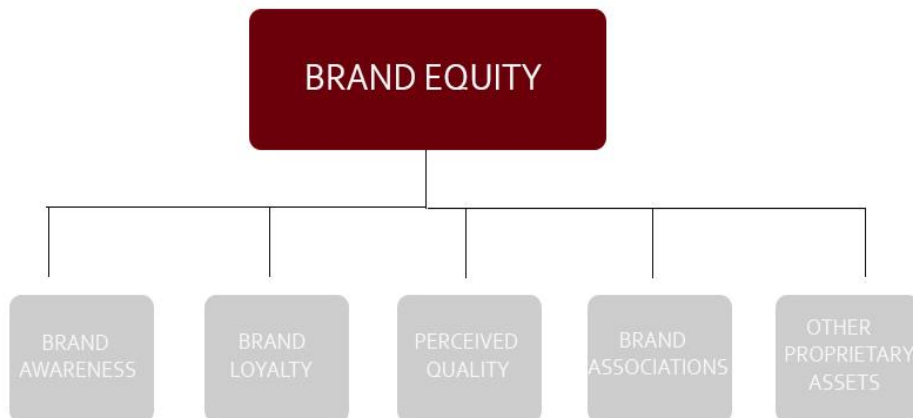 BRAND EQUITY
BRAND
AWARENESS
BRAND
LOYALTY
PERCEIVED
QUALITY
BRAND
ASSOCIATIONS
OTHER
PROPRIETARY
ASSETS